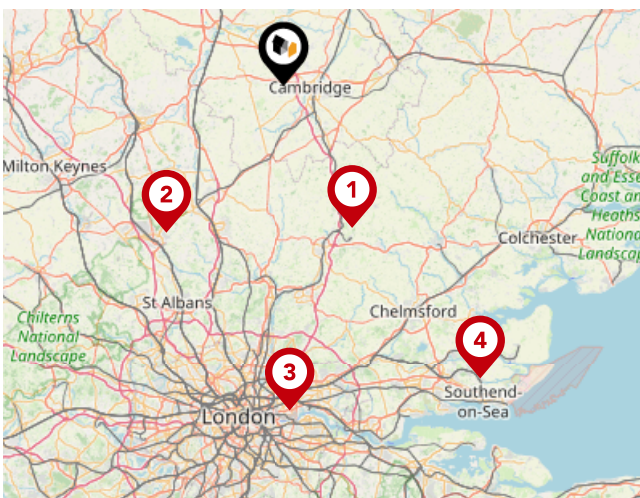 Cambridge
Milton Keynes
Suffolk
and Esse
Coast an
Heaths
Nationa
Landscap
1
2
Colchester
St Albans
Chelmsford
Chilterns
National
Landscape
4
3
Southend-
on-Sea
London